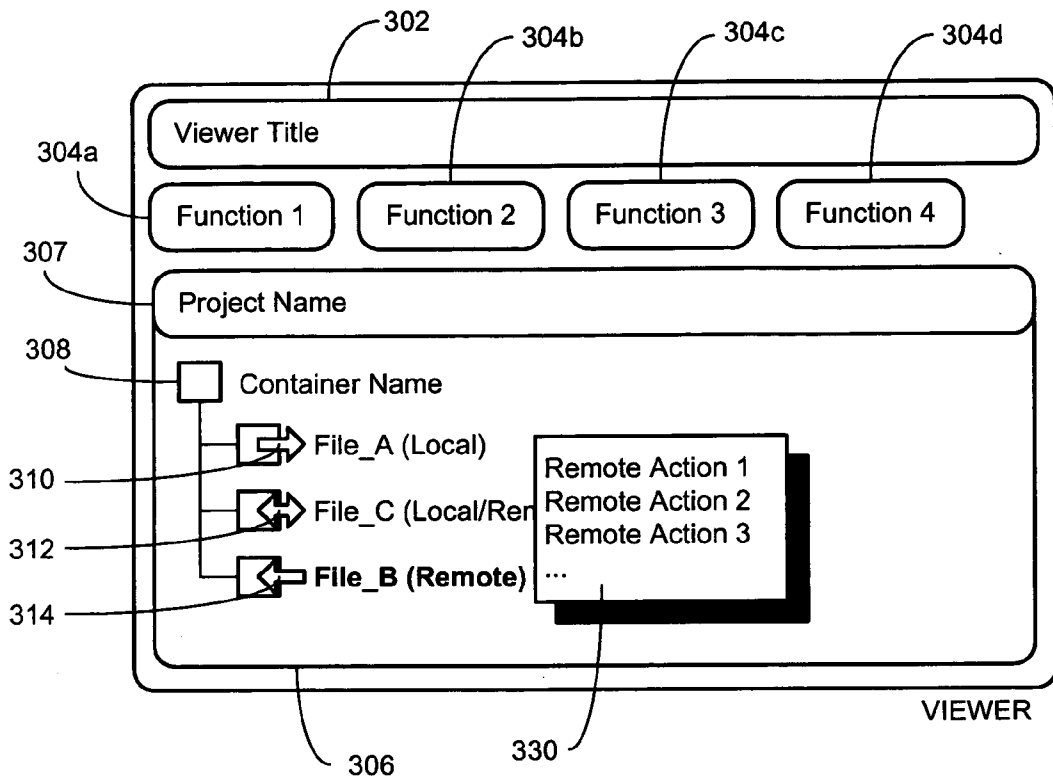 302
304b
304c
304d
Viewer Title
304a
Function 1
Function 2
Function 3
Function 4
307
Project Name
308
Container Name
File_A (Local)
310
Remote Action 1
Remote Action 2
Remote Action 3
...
File_C (Local/Rem
312
File_B (Remote)
314
VIEWER
306
330